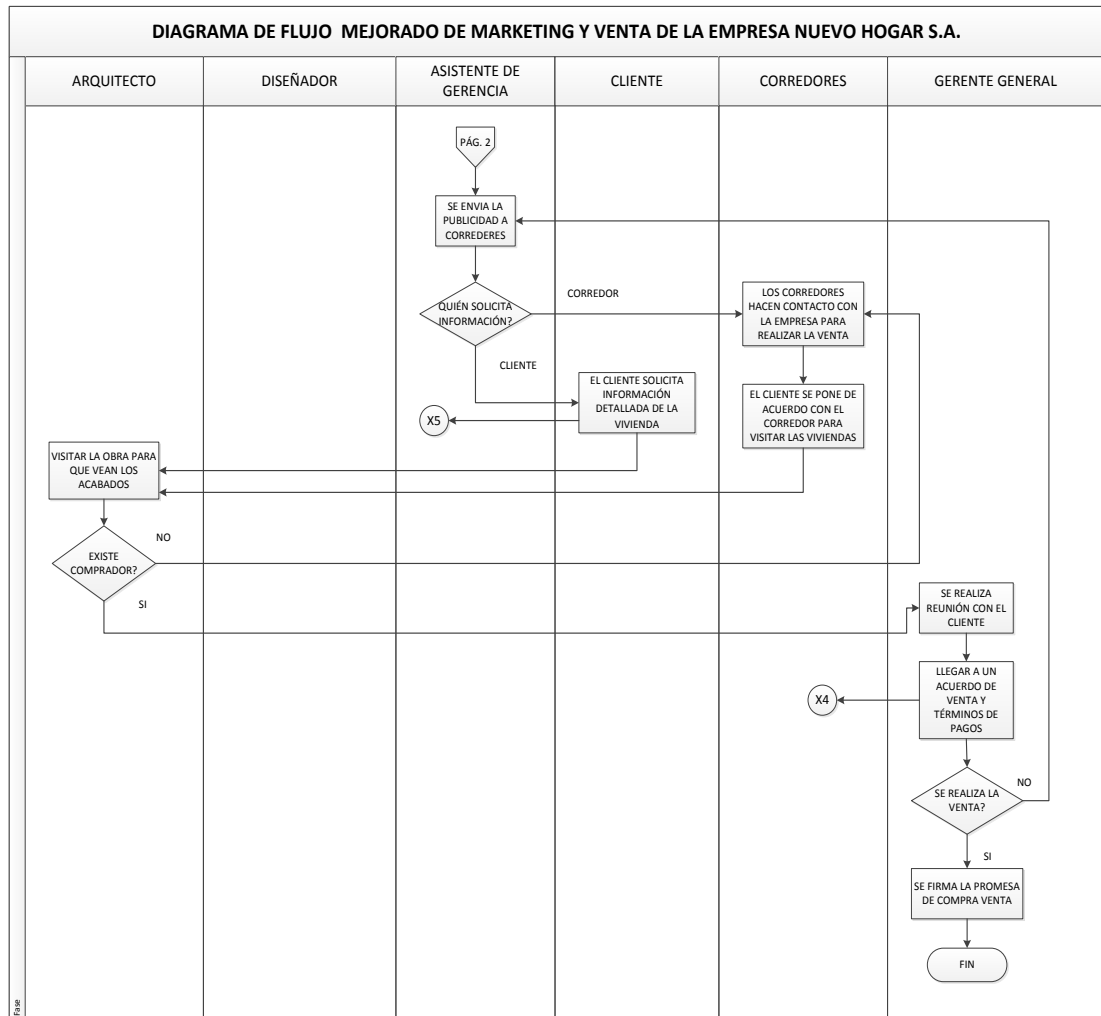 DIAGRAMA DE FLUJO MEJORADO DE MARKETING Y VENTA DE LA EMPRESA NUEVO HOGAR S.A.
ARQUITECTO
DISEÑADOR
ASISTENTE DE
GERENCIA
CLIENTE
CORREDORES
GERENTE GENERAL
PÁG. 2
SE ENVIA LA
PUBLICIDAD A
CORREDERES
QUIÉN SOLICITA
INFORMACIÓN?
CORREDOR
LOS CORREDORES
HACEN CONTACTO CON
LA EMPRESA PARA
REALIZAR LA VENTA
CLIENTE
EL CLIENTE SOLICITA
INFORMACIÓN
DETALLADA DE LA
VIVIENDA
X5
EL CLIENTE SE PONE DE
ACUERDO CON EL
CORREDOR PARA
VISITAR LAS VIVIENDAS
VISITAR LA OBRA PARA
QUE VEAN LOS
ACABADOS
EXISTE
COMPRADOR?
NO
SI
SE REALIZA
REUNIÓN CON EL
CLIENTE
LLEGAR A UN
ACUERDO DE
VENTA Y
TÉRMINOS DE
PAGOS
X4
SE REALIZA LA
VENTA?
NO
SI
SE FIRMA LA PROMESA
DE COMPRA VENTA
FIN
Fase